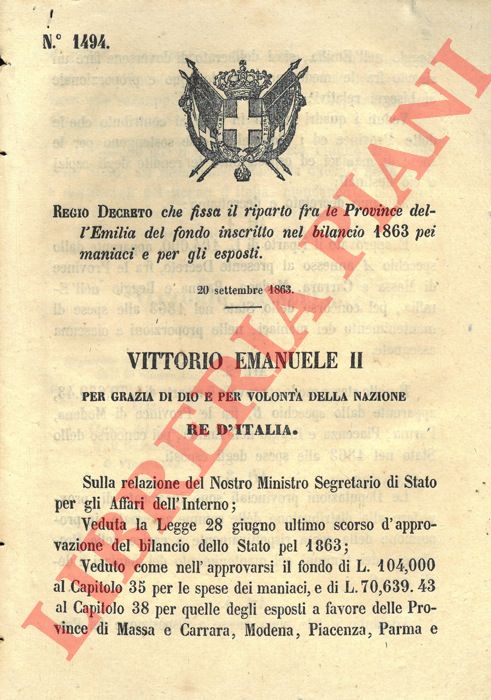 N.° 1494.
REGIO DECRETO che fissa il riparto fra le Province del-
l'Emilia del fondo inscritto nel bilancio 1863 pei
maniaci e per gli esposti.
20 settembre 1863.
VITTORIO EMANUELE II
PER GRAZIA DI DIO E PER VOLONTÀ DELLA NAZIONE
RE D'ITALIA.
Sulla relazione del Nostro Ministro Segretario di Stato
per gli Affari dell'Interno;
Veduta la Legge 28 giugno ultimo scorso d'appro-
vazione del bilancio dello Stato pel 1863;
Veduto come nell'approvarsi il fondo di L. 104,000
al Capitolo 35 per le spese dei maniaci, e di L. 70,639. 43
al Capitolo 38 per quelle degli esposti a favore delle Pro-
vince di Massa e Carrara, Modena, Piacenza, Parma e
LIBRERIA PIANI